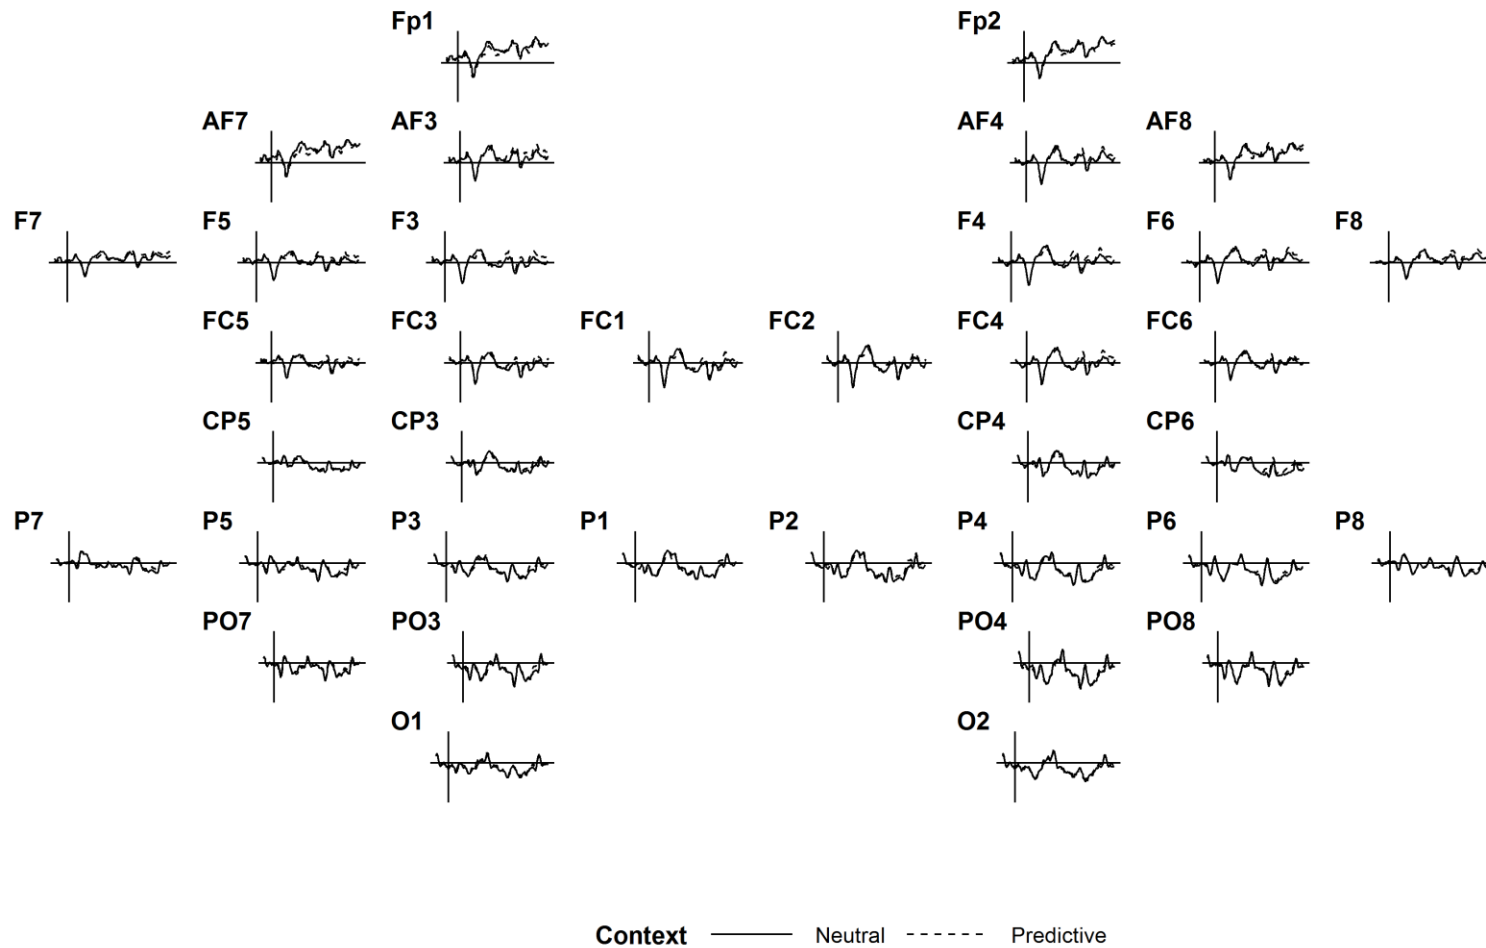 Fp1 Fp2
AF7 AF3 AF4 AF8
F7 F5 F3 F4 F6 F8
FC5 FC3 FC1 FC2 FC4 FC6
CP5 CP3 CP4 CP6
P7 P5 P3 P1 P2 P4 P6 P8
PO7 PO3 PO4 PO8
O1 O2
Context Neutral Predictive